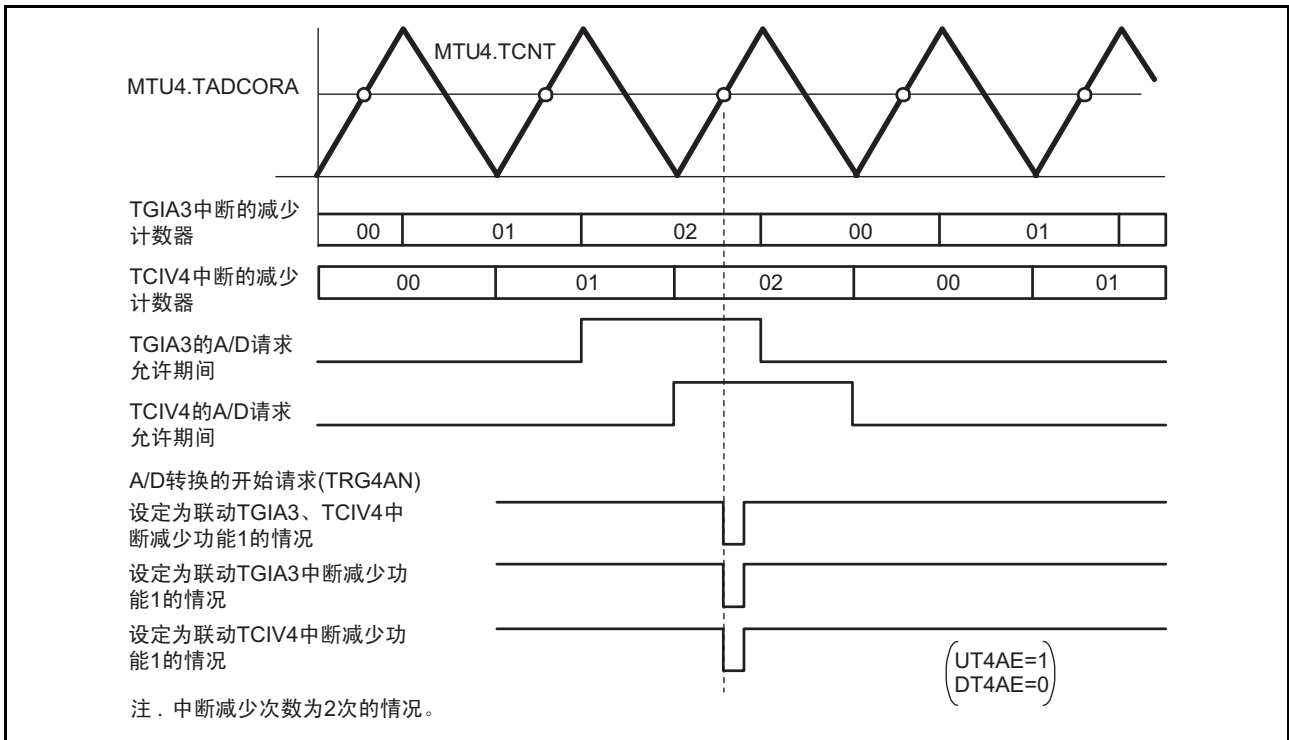 MTU4.TCNT
MTU4.TADCORA
TGIA3中断的减少
计数器
00 01 02 00 01
TCIV4中断的减少
计数器
00 01 02 00 01
TGIA3的A/D请求
允许期间
TCIV4的A/D请求
允许期间
A/D转换的开始请求(TRG4AN)
设定为联动TGIA3、TCIV4中
断减少功能1的情况
设定为联动TGIA3中断减少功
能1的情况
设定为联动TCIV4中断减少功
能1的情况
UT4AE=1
DT4AE=0
注．中断减少次数为2次的情况。